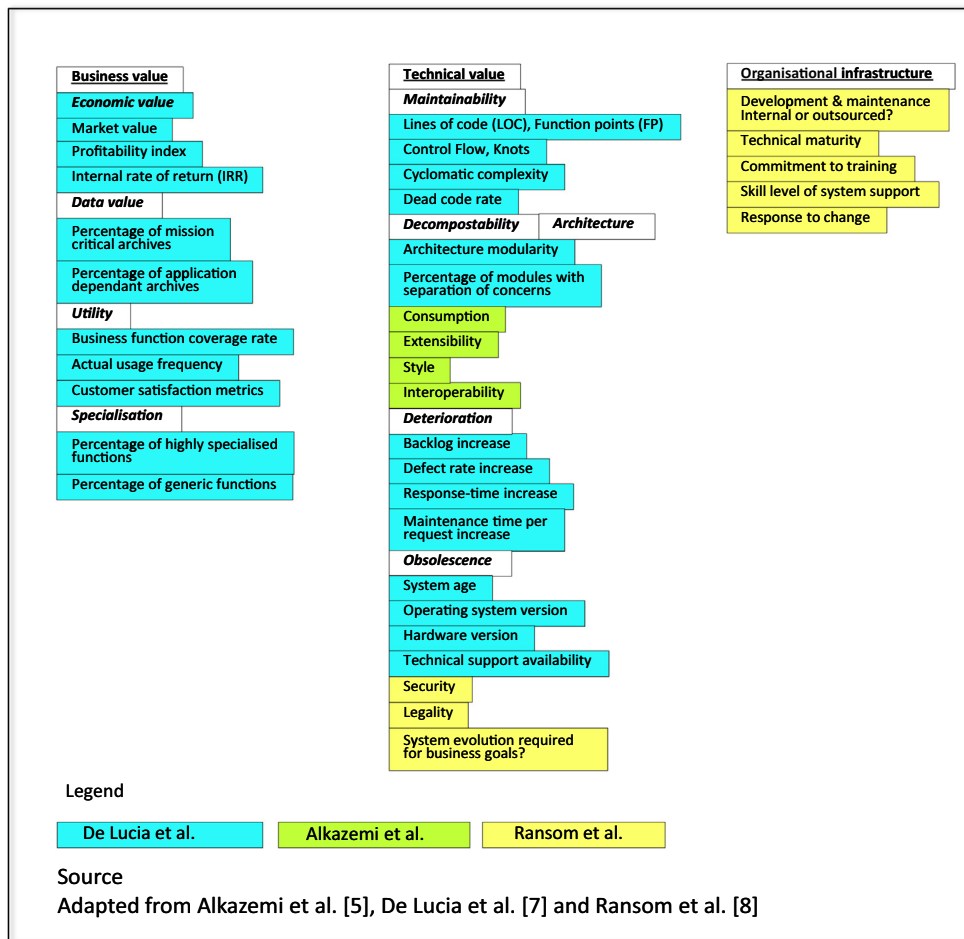 Business value
Economic value
Market value
Profitability index
Internal rate of return (IRR)
Data value
Percentage of mission
critical archives
Percentage of application
dependant archives
Utility
Business function coverage rate
Actual usage frequency
Customer satisfaction metrics
Specialisation
Percentage of highly specialised
functions
Percentage of generic functions
Technical value
Maintainability
Lines of code (LOC), Function points (FP)
Control Flow, Knots
Cyclomatic complexity
Dead code rate
Decompostability Architecture
Architecture modularity
Percentage of modules with
separation of concerns
Consumption
Extensibility
Style
Interoperability
Deterioration
Backlog increase
Defect rate increase
Response-time increase
Maintenance time per
request increase
Obsolescence
System age
Operating system version
Hardware version
Technical support availability
Security
Legality
System evolution required
for business goals?
Organisational infrastructure
Development & maintenance
Internal or outsourced?
Technical maturity
Commitment to training
Skill level of system support
Response to change
Legend
De Lucia et al. Alkazemi et al. Ransom et al.
Source
Adapted from Alkazemi et al. [5], De Lucia et al. [7] and Ransom et al. [8]